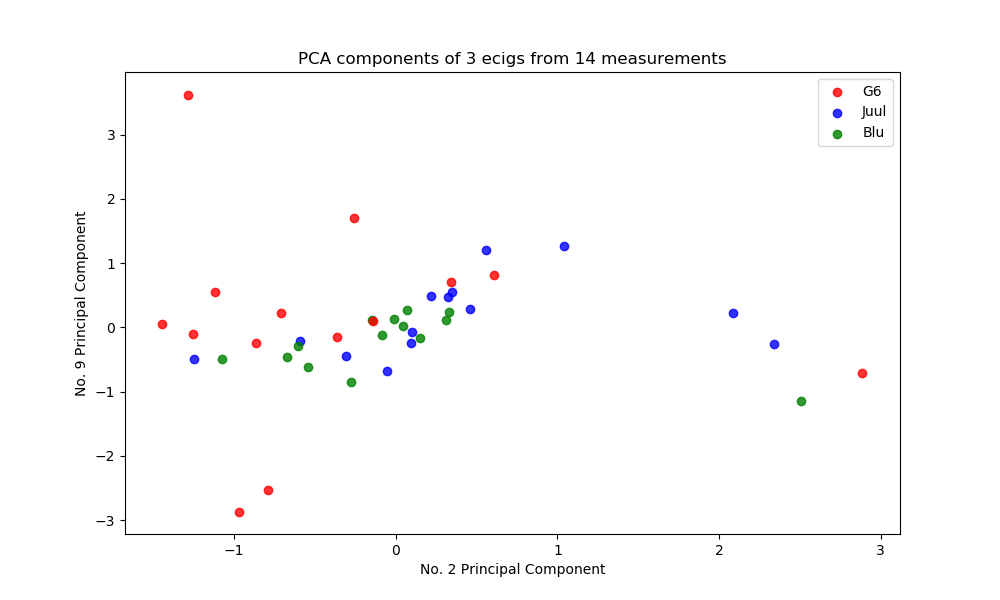 PCA components of 3 ecigs from 14 measurements
G6
Juul
Blu
3
2
1
0
−1
−2
−3
No. 9 Principal Component
−1
0
1
2
3
No. 2 Principal Component